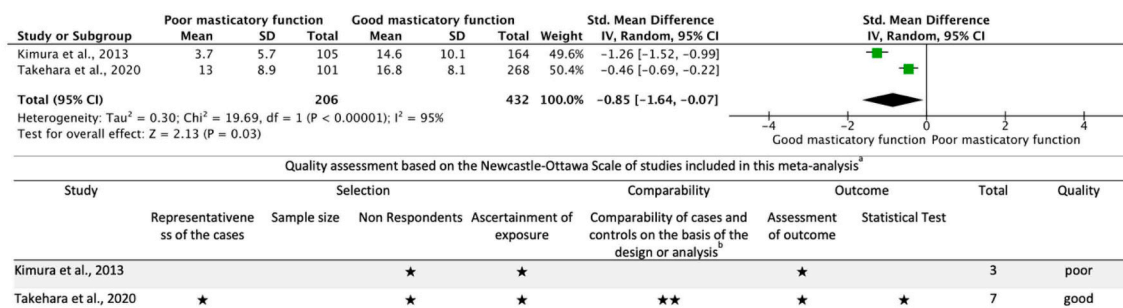 Poor masticatory function Good masticatory function Std. Mean Difference Std. Mean Difference
Study or Subgroup Mean SD Total Mean SD Total Weight IV, Random, 95% CI IV, Random, 95% CI
Kimura et al., 2013 3.7 5.7 105 14.6 10.1 164 49.6% −1.26 [−1.52, −0.99]
Takehara et al., 2020 13 8.9 101 16.8 8.1 268 50.4% −0.46 [−0.69, −0.22]
Total (95% CI) 206 432 100.0% −0.85 [−1.64, −0.07]
Heterogeneity: Tau² = 0.30; Chi² = 19.69, df = 1 (P < 0.00001); I² = 95%
Test for overall effect: Z = 2.13 (P = 0.03)
−4 −2 0 2 4
Good masticatory function Poor masticatory function
Quality assessment based on the Newcastle-Ottawa Scale of studies included in this meta-analysisᵃ
Study Selection Comparability Outcome Total Quality
Representativene Sample size Non Respondents Ascertainment of Comparability of cases and Assessment Statistical Test
ss of the cases exposure controls on the basis of the of outcome
design or analysisᵇ
Kimura et al., 2013 ★ ★ ★ 3 poor
Takehara et al., 2020 ★ ★ ★ ★★ ★ ★ 7 good